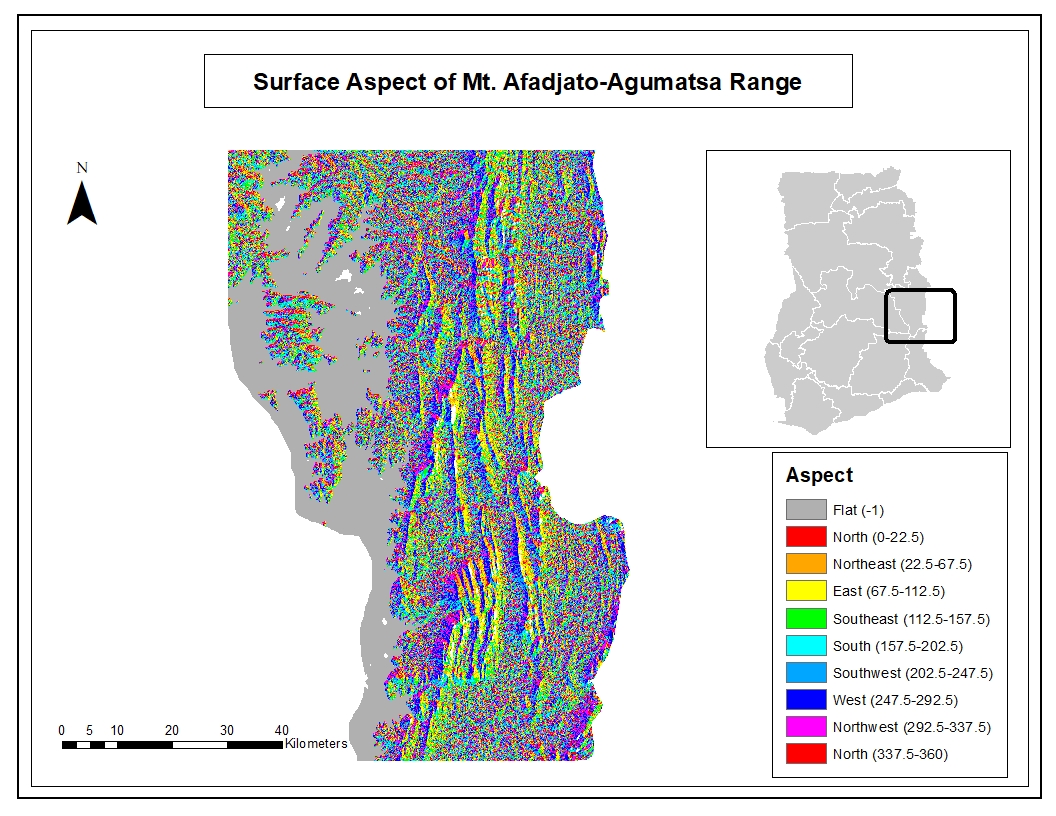 Surface Aspect of Mt. Afadjato-Agumatsa Range
N
Aspect
Flat (-1)
North (0-22.5)
Northeast (22.5-67.5)
East (67.5-112.5)
Southeast (112.5-157.5)
South (157.5-202.5)
Southwest (202.5-247.5)
West (247.5-292.5)
Northwest (292.5-337.5)
North (337.5-360)
0 5 10 20 30 40
Kilometers